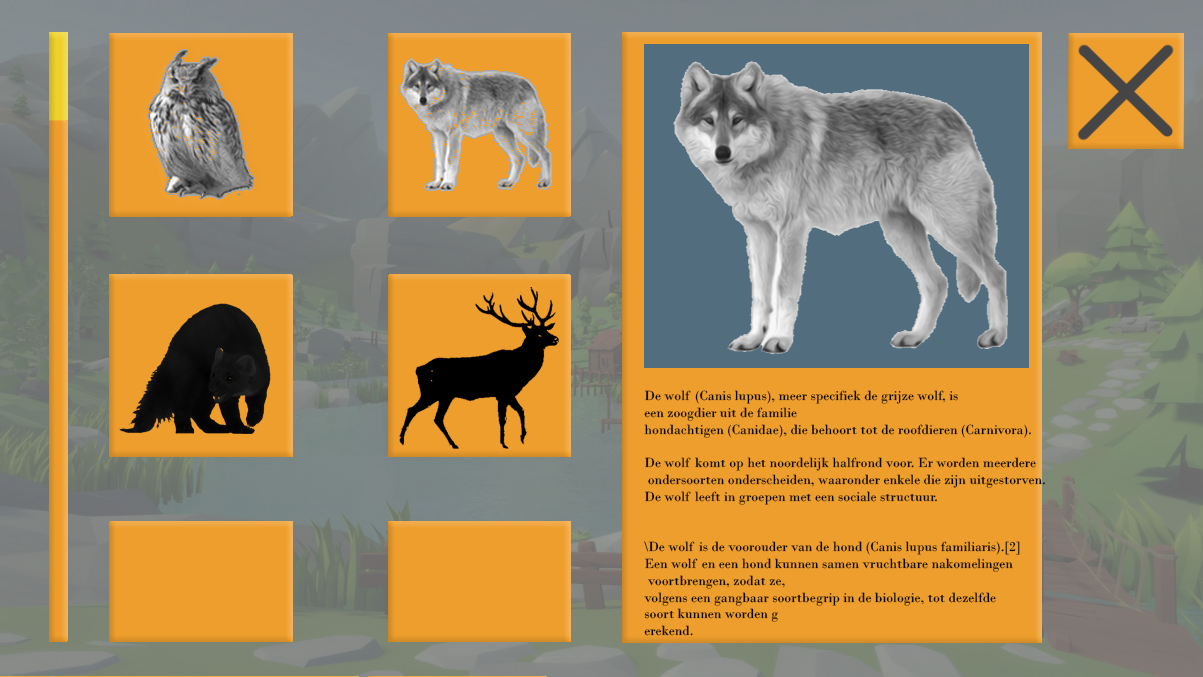 De wolf (Canis lupus), meer specifiek de grijze wolf, is
een zoogdier uit de familie
hondachtigen (Canidae), die behoort tot de roofdieren (Carnivora).
De wolf komt op het noordelijk halfrond voor. Er worden meerdere
ondersoorten onderscheiden, waaronder enkele die zijn uitgestorven.
De wolf leeft in groepen met een sociale structuur.
\De wolf is de voorouder van de hond (Canis lupus familiaris).[2]
Een wolf en een hond kunnen samen vruchtbare nakomelingen
voortbrengen, zodat ze,
volgens een gangbaar soortbegrip in de biologie, tot dezelfde
soort kunnen worden g
erekend.